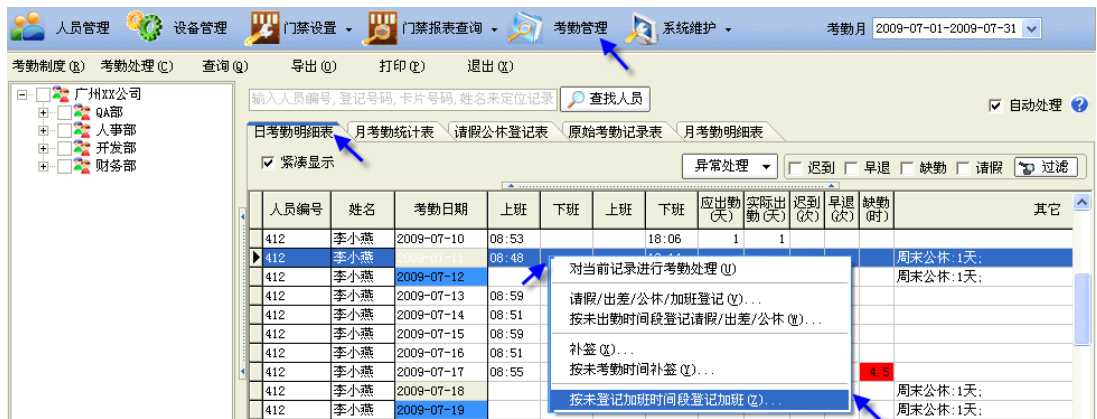 人员管理 设备管理 门禁设置 门禁报表查询 考勤管理 系统维护 考勤月 2009-07-01-2009-07-31
考勤制度(R) 考勤处理(C) 查询(Q) 导出(O) 打印(P) 退出(X)
广州XX公司
QA部
人事部
开发部
财务部
输入人员编号,登记号码,卡片号码,姓名来定位记录 查找人员 自动处理
日考勤明细表 月考勤统计表 请假公休登记表 原始考勤记录表 月考勤明细表
紧凑显示 异常处理 迟到 早退 缺勤 请假 过滤
人员编号 姓名 考勤日期 上班 下班 上班 下班 应出勤(天) 实际出勤(天) 迟到(次) 早退(次) 缺勤(时) 其它
412 李小燕 2009-07-10 08:53 18:06 1 1
412 李小燕 2009-07-11 08:48 周末公休:1天;
412 李小燕 2009-07-12 周末公休:1天;
412 李小燕 2009-07-13 08:59
412 李小燕 2009-07-14 08:51
412 李小燕 2009-07-15 08:59
412 李小燕 2009-07-16 08:51
412 李小燕 2009-07-17 08:55 4.5
412 李小燕 2009-07-18 周末公休:1天;
412 李小燕 2009-07-19 周末公休:1天;
对当前记录进行考勤处理(U)
请假/出差/公休/加班登记(V)...
按未出勤时间段登记请假/出差/公休(W)...
补签(X)...
按未考勤时间补签(Y)...
按未登记加班时间段登记加班(Z)...